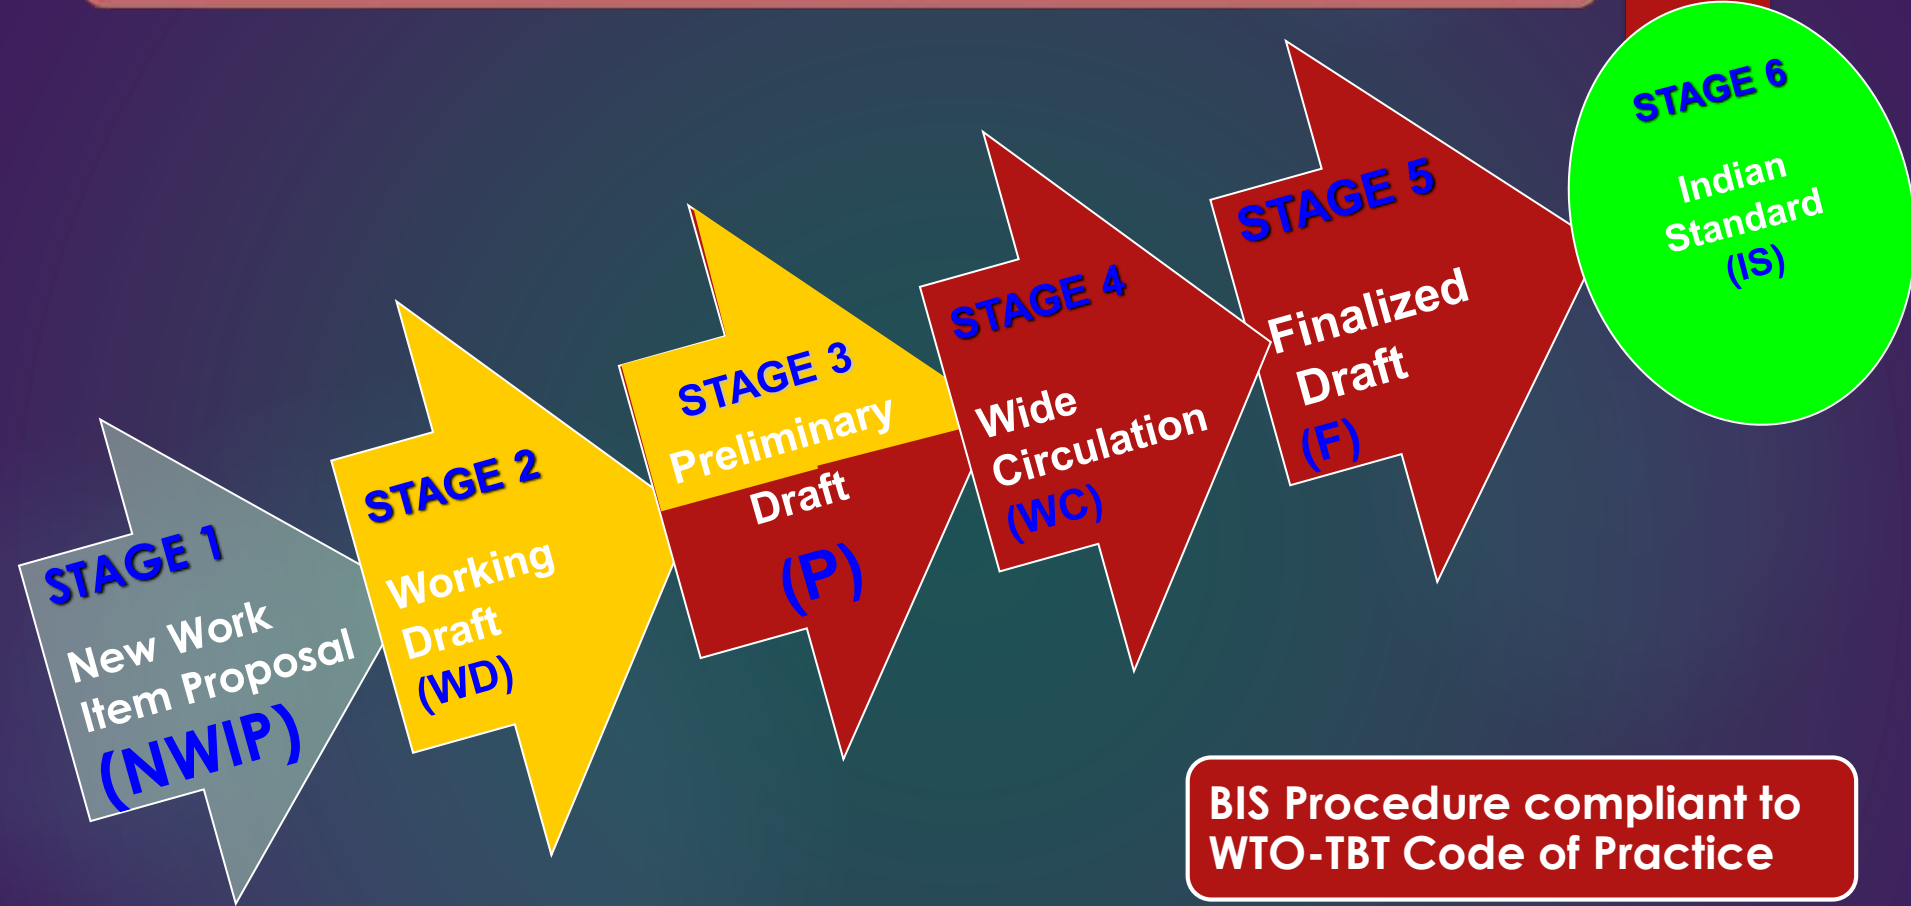 STAGE 1
New Work
Item Proposal
(NWIP)
STAGE 2
Working
Draft
(WD)
STAGE 3
Preliminary
Draft
(P)
STAGE 4
Wide
Circulation
(WC)
STAGE 5
Finalized
Draft
(F)
STAGE 6
Indian
Standard
(IS)
BIS Procedure compliant to
WTO-TBT Code of Practice